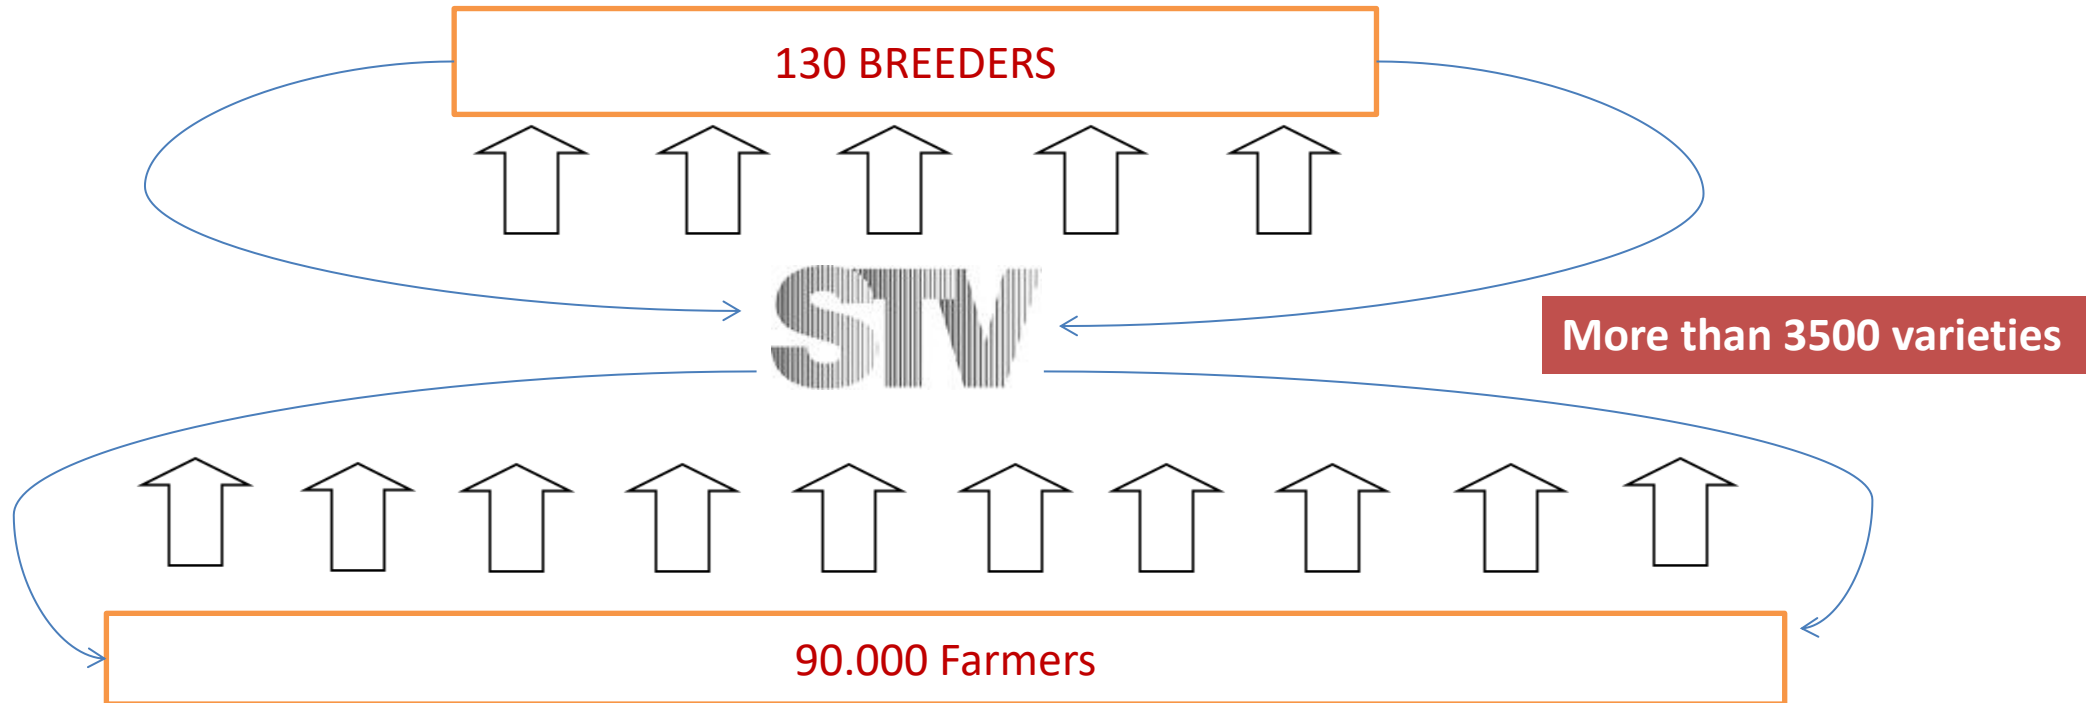 130 BREEDERS
STV
More than 3500 varieties
90.000 Farmers